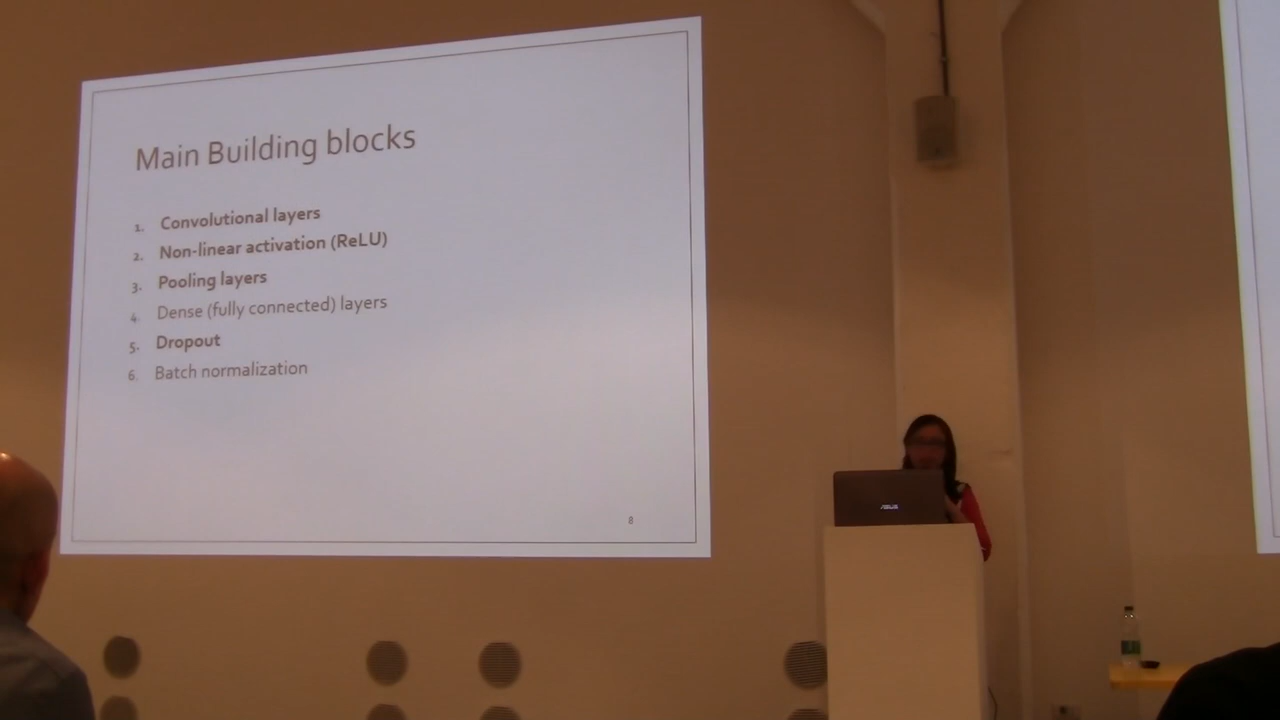 Main Building blocks
1. Convolutional layers
2. Non-linear activation (ReLU)
3. Pooling layers
4. Dense (fully connected) layers
5. Dropout
6. Batch normalization
8
ASUS